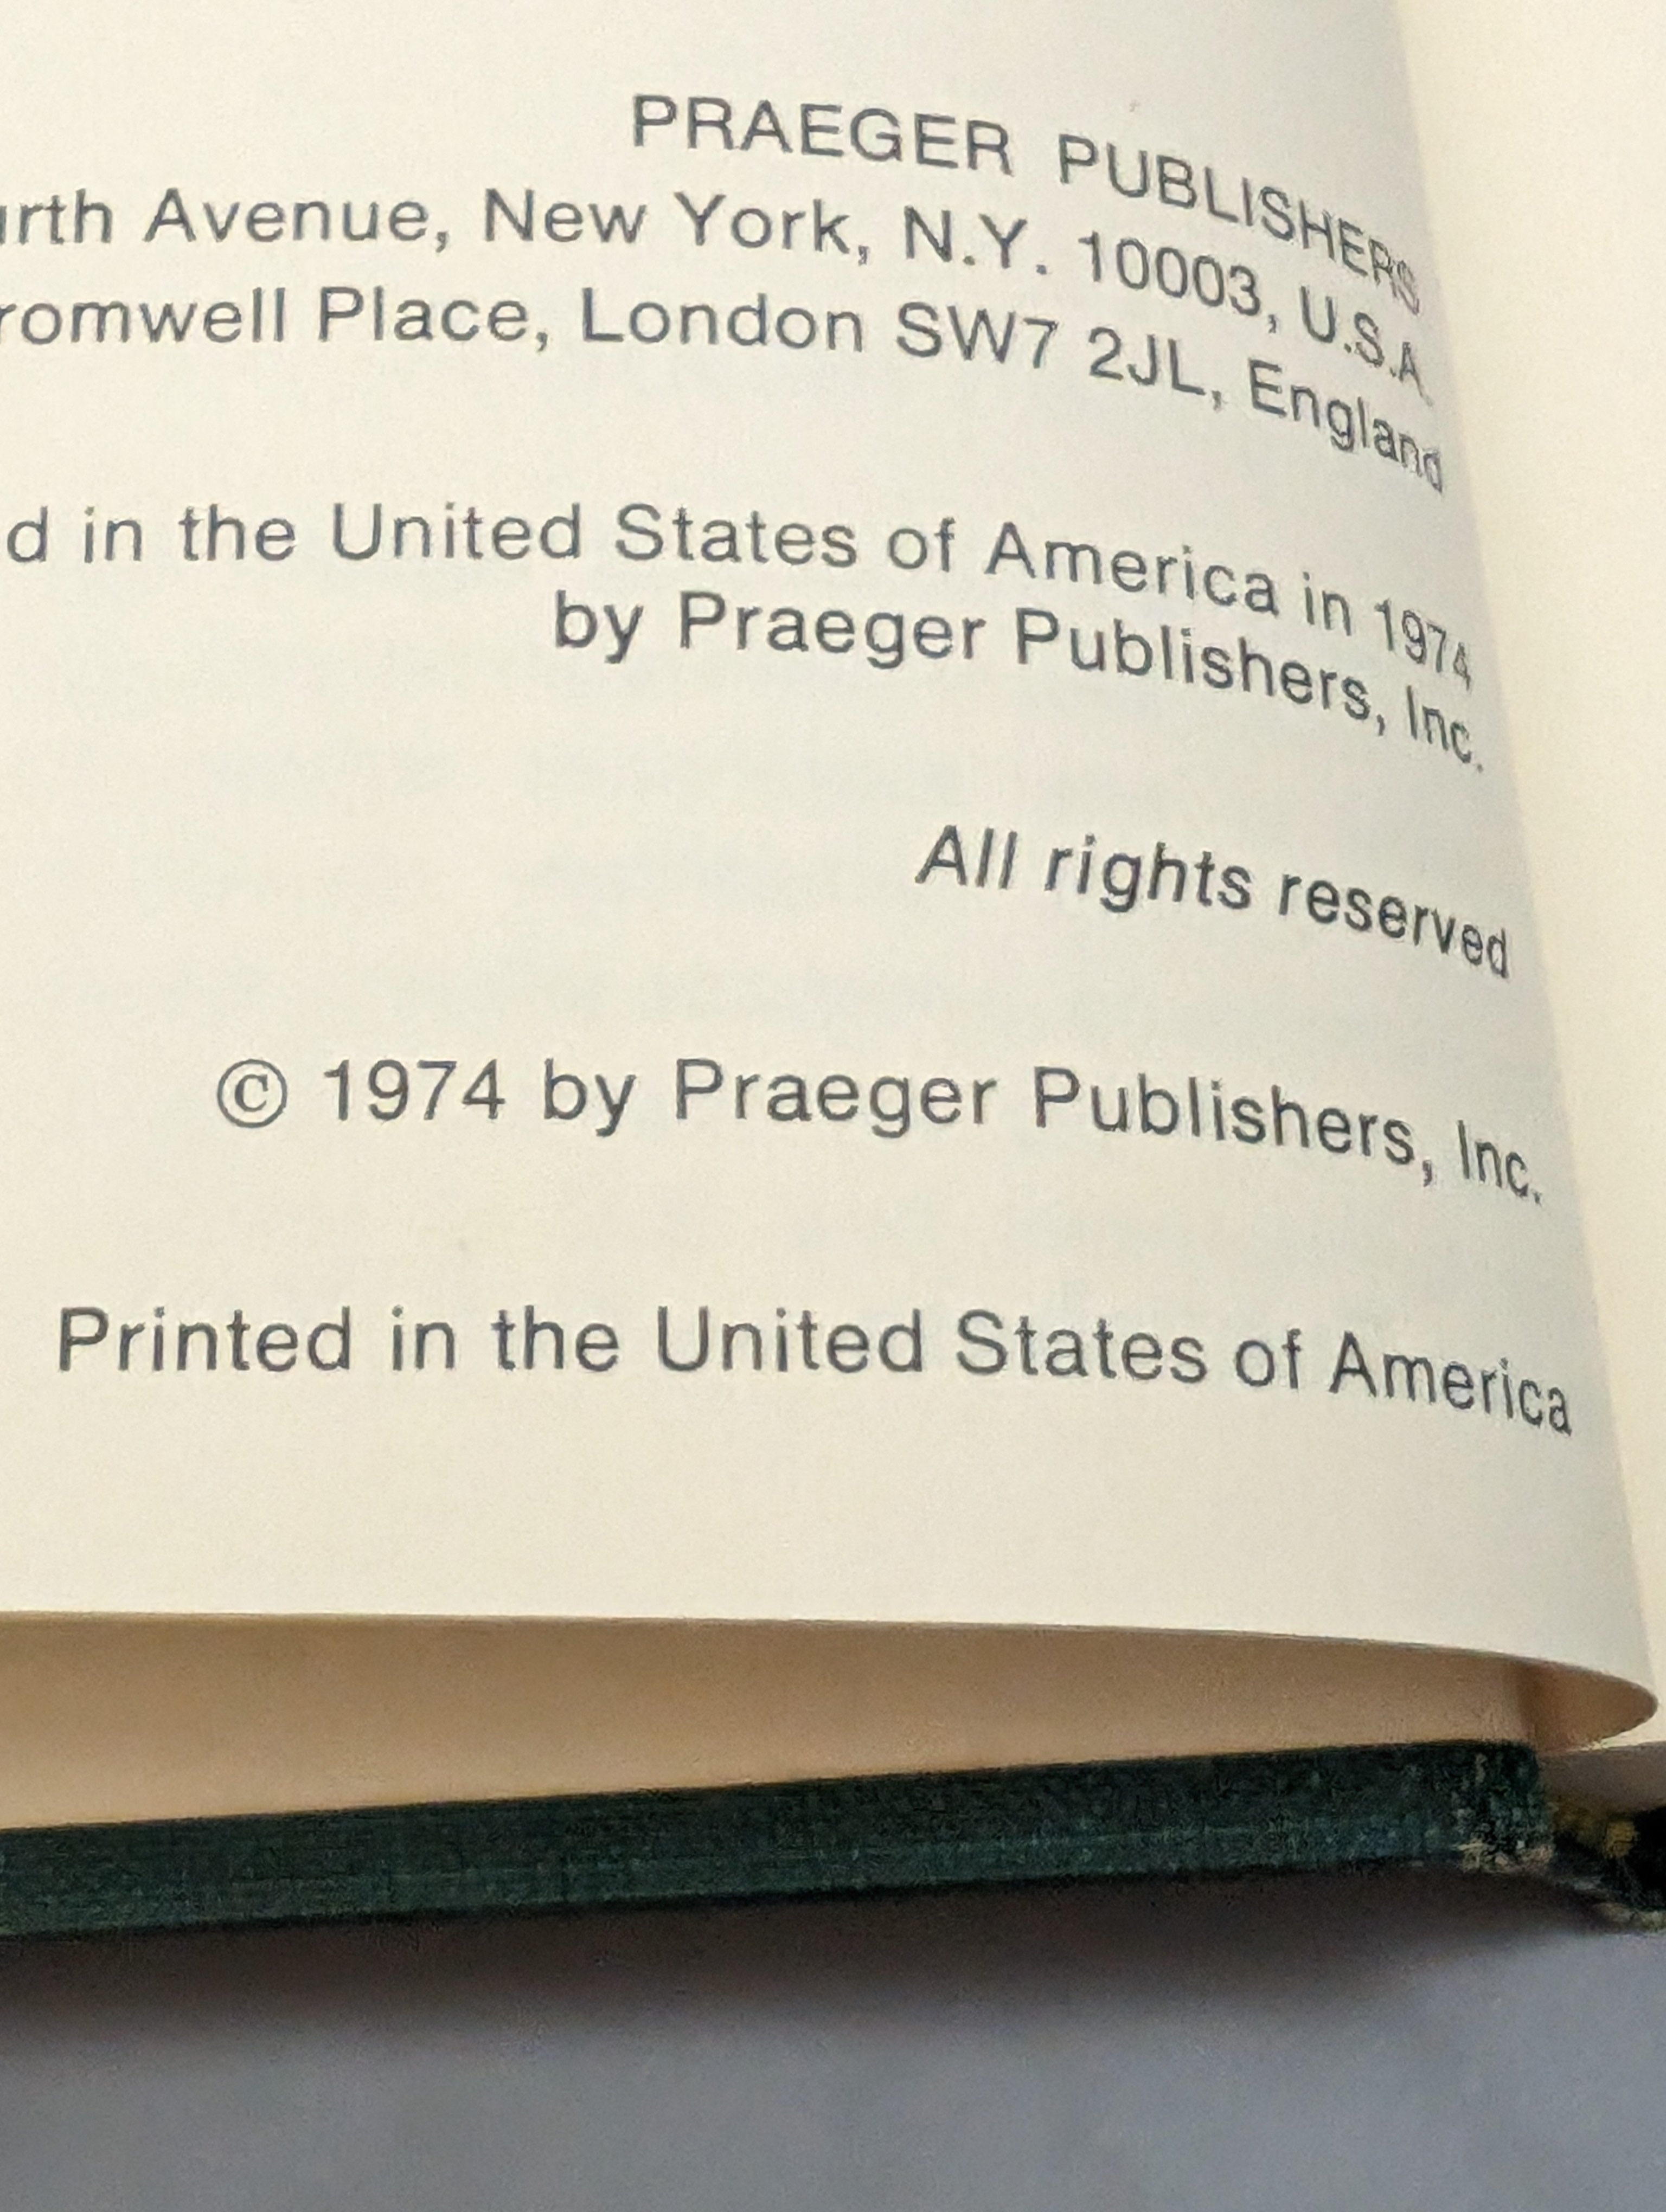 PRAEGER PUBLISHERS
Avenue, New York, N.Y. 10003, U.S.A.
Place, London SW7 2JL, England
in the United States of America in 1974
by Praeger Publishers, Inc.
All rights reserved
© 1974 by Praeger Publishers, Inc.
Printed in the United States of America